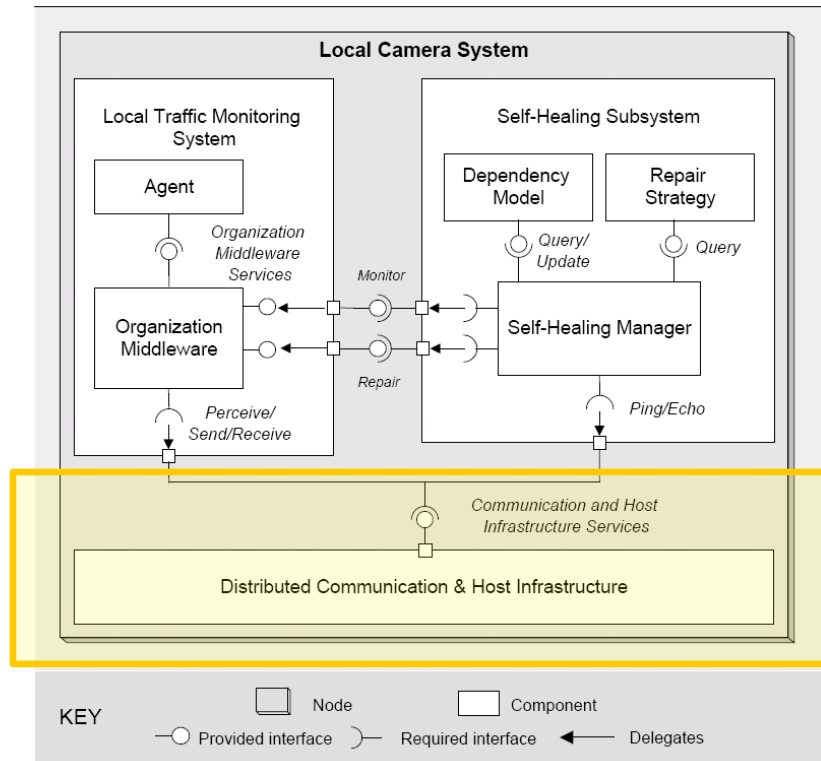 Local Camera System
Local Traffic Monitoring
System
Self-Healing Subsystem
Agent
Dependency
Model
Repair
Strategy
Organization
Middleware
Services
Query/
Update
Query
Monitor
Organization
Middleware
Self-Healing Manager
Repair
Perceive/
Send/Receive
Ping/Echo
Communication and Host
Infrastructure Services
Distributed Communication & Host Infrastructure
KEY
Node
Component
Provided interface
Required interface
Delegates